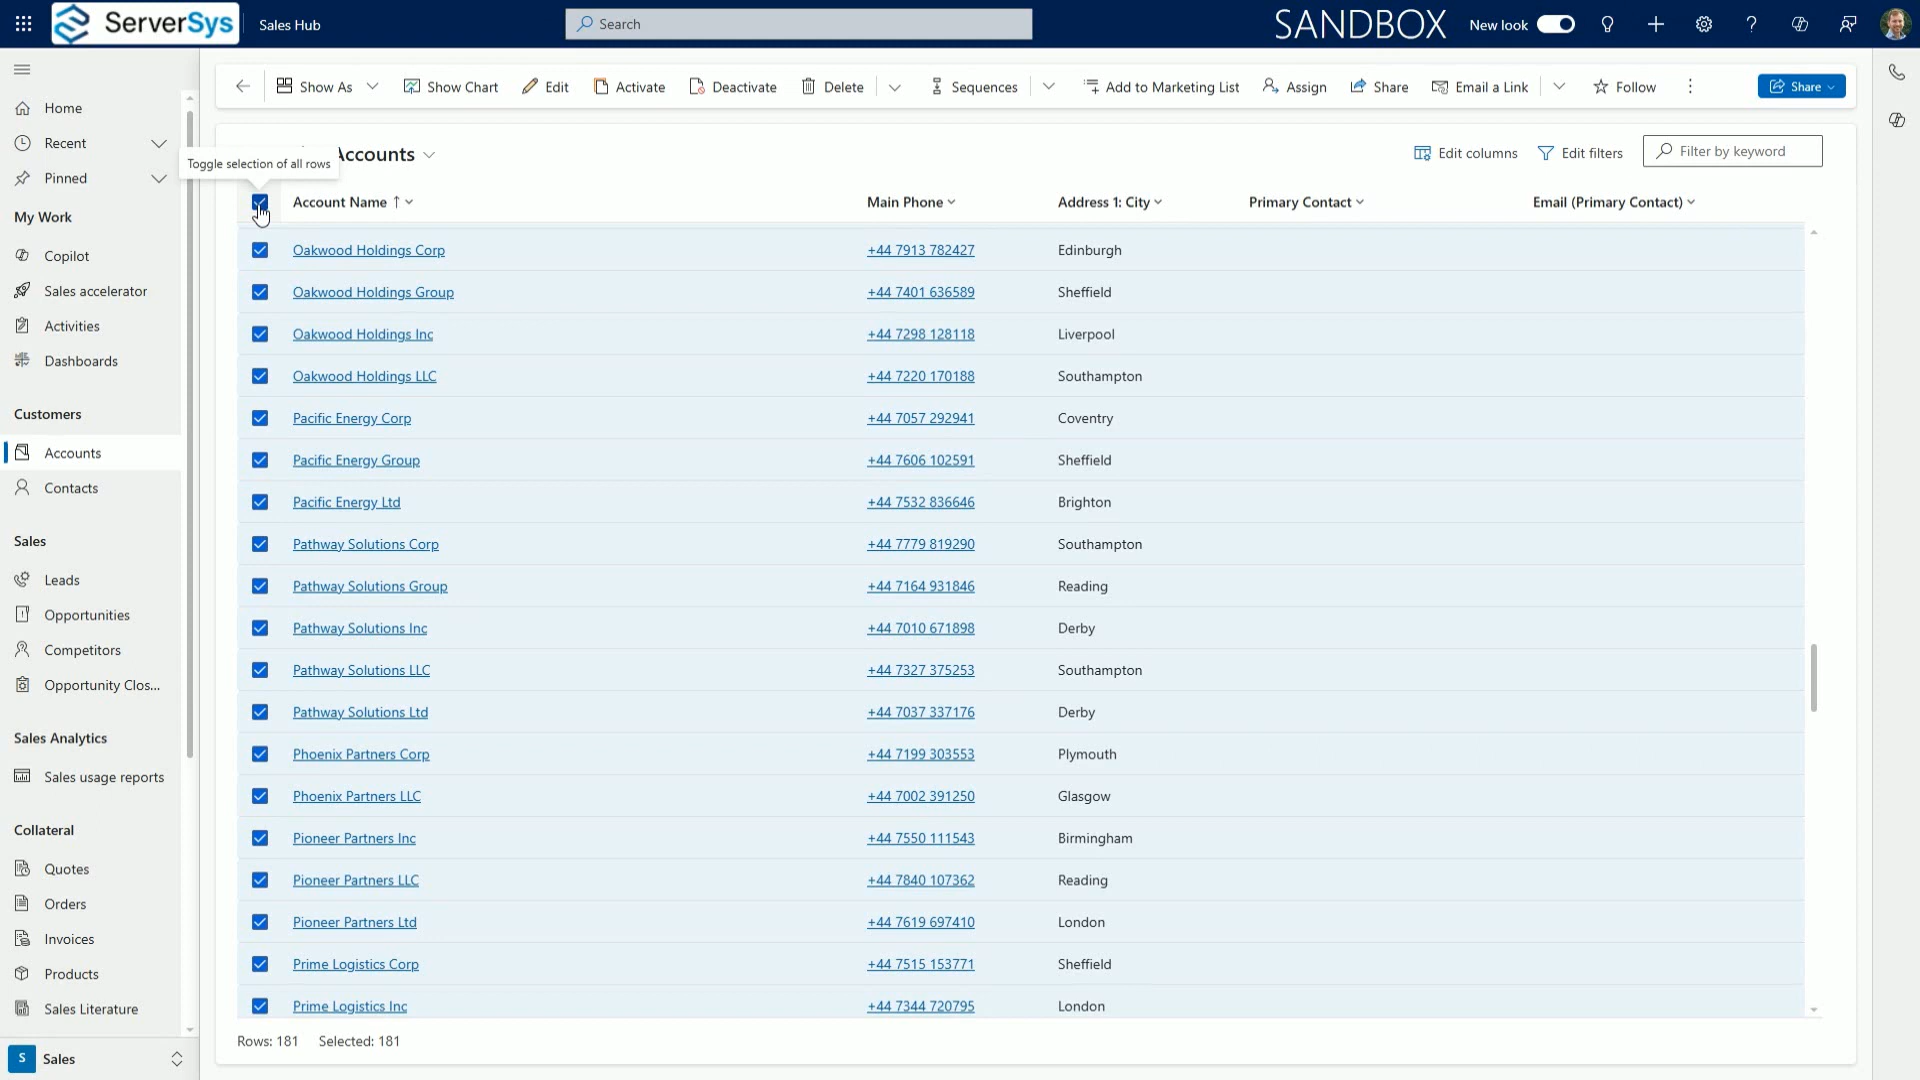 ServerSys
Sales Hub
Search
SANDBOX
New look
Home
Recent
Pinned
My Work
Copilot
Sales accelerator
Activities
Dashboards
Customers
Accounts
Contacts
Sales
Leads
Opportunities
Competitors
Opportunity Clos...
Sales Analytics
Sales usage reports
Collateral
Quotes
Orders
Invoices
Products
Sales Literature
S Sales
Show As Show Chart Edit Activate Deactivate Delete Sequences Add to Marketing List Assign Share Email a Link Follow Share
Toggle selection of all rows
Accounts
Edit columns Edit filters Filter by keyword
Account Name ↑ Main Phone Address 1: City Primary Contact Email (Primary Contact)
Oakwood Holdings Corp +44 7913 782427 Edinburgh
Oakwood Holdings Group +44 7401 636589 Sheffield
Oakwood Holdings Inc +44 7298 128118 Liverpool
Oakwood Holdings LLC +44 7220 170188 Southampton
Pacific Energy Corp +44 7057 292941 Coventry
Pacific Energy Group +44 7606 102591 Sheffield
Pacific Energy Ltd +44 7532 836646 Brighton
Pathway Solutions Corp +44 7779 819290 Southampton
Pathway Solutions Group +44 7164 931846 Reading
Pathway Solutions Inc +44 7010 671898 Derby
Pathway Solutions LLC +44 7327 375253 Southampton
Pathway Solutions Ltd +44 7037 337176 Derby
Phoenix Partners Corp +44 7199 303553 Plymouth
Phoenix Partners LLC +44 7002 391250 Glasgow
Pioneer Partners Inc +44 7550 111543 Birmingham
Pioneer Partners LLC +44 7840 107362 Reading
Pioneer Partners Ltd +44 7619 697410 London
Prime Logistics Corp +44 7515 153771 Sheffield
Prime Logistics Inc +44 7344 720795 London
Rows: 181 Selected: 181